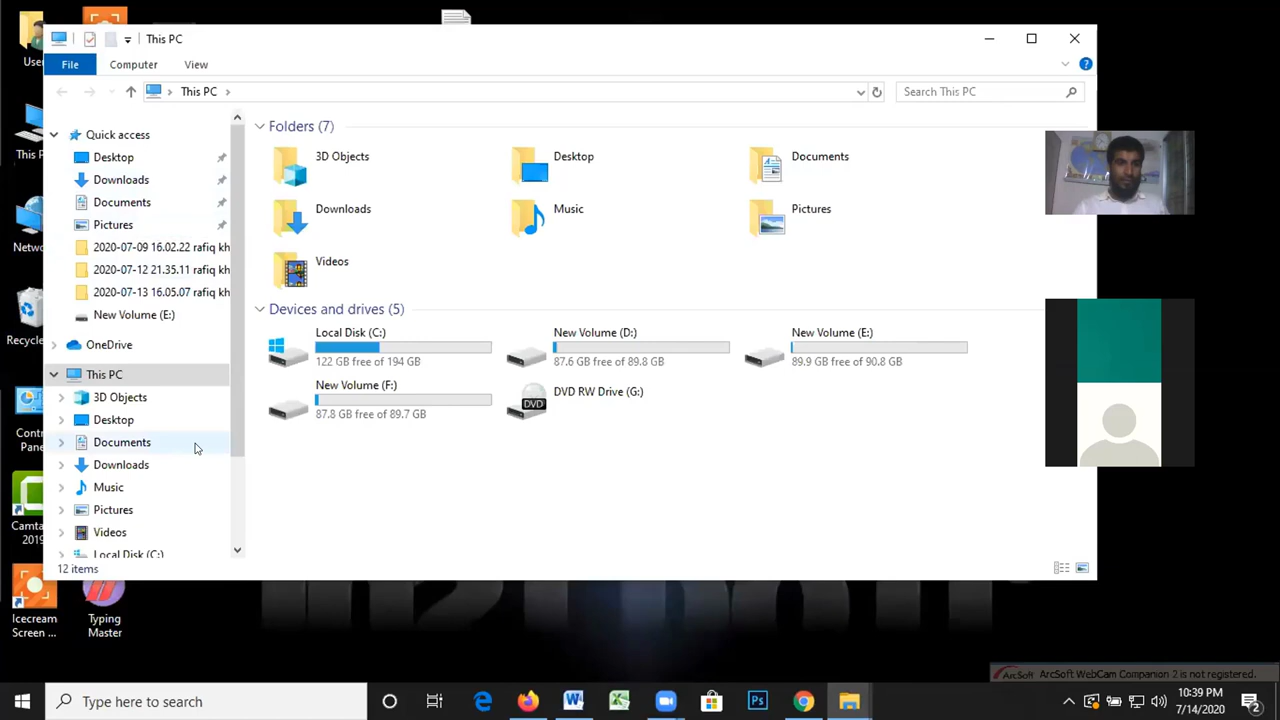 This PC
File
Computer
View
This PC
Search This PC
Quick access
Desktop
Downloads
Documents
Pictures
2020-07-09 16.02.22 rafiq kh
2020-07-12 21.35.11 rafiq kh
2020-07-13 16.05.07 rafiq kh
New Volume (E:)
OneDrive
This PC
3D Objects
Desktop
Documents
Downloads
Music
Pictures
Videos
Local Disk (C:)
12 items
Folders (7)
3D Objects
Desktop
Documents
Downloads
Music
Pictures
Videos
Devices and drives (5)
Local Disk (C:)
122 GB free of 194 GB
New Volume (D:)
87.6 GB free of 89.8 GB
New Volume (E:)
89.9 GB free of 90.8 GB
New Volume (F:)
87.8 GB free of 89.7 GB
DVD
DVD RW Drive (G:)
User
This P
Networ
Recycle
Contr
Pane
Camta
2019
Icecream
Screen ...
Typing
Master
ArcSoft
ArcSoft WebCam Companion 2 is not registered.
Type here to search
Ps
10:39 PM
7/14/2020
2